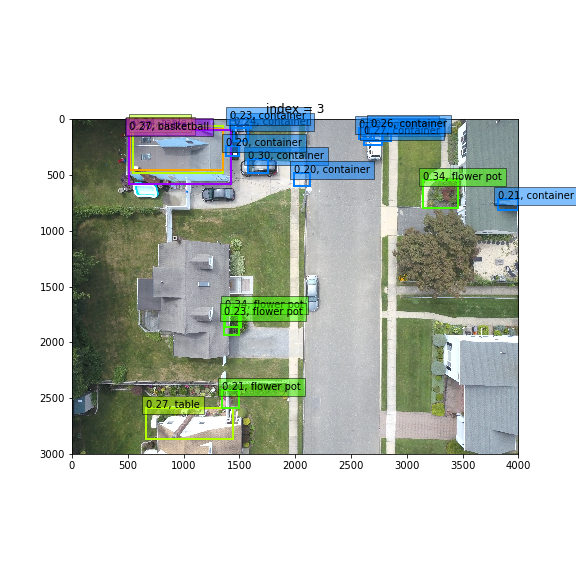 index = 3
0.23, container
0.24, container
0.26, container
0.27, container
0.27, basketball
0.20, container
0.30, container
0.20, container
0.34, flower pot
0.21, container
0.34, flower pot
0.23, flower pot
0.21, flower pot
0.27, table
0
500
1000
1500
2000
2500
3000
0
500
1000
1500
2000
2500
3000
3500
4000